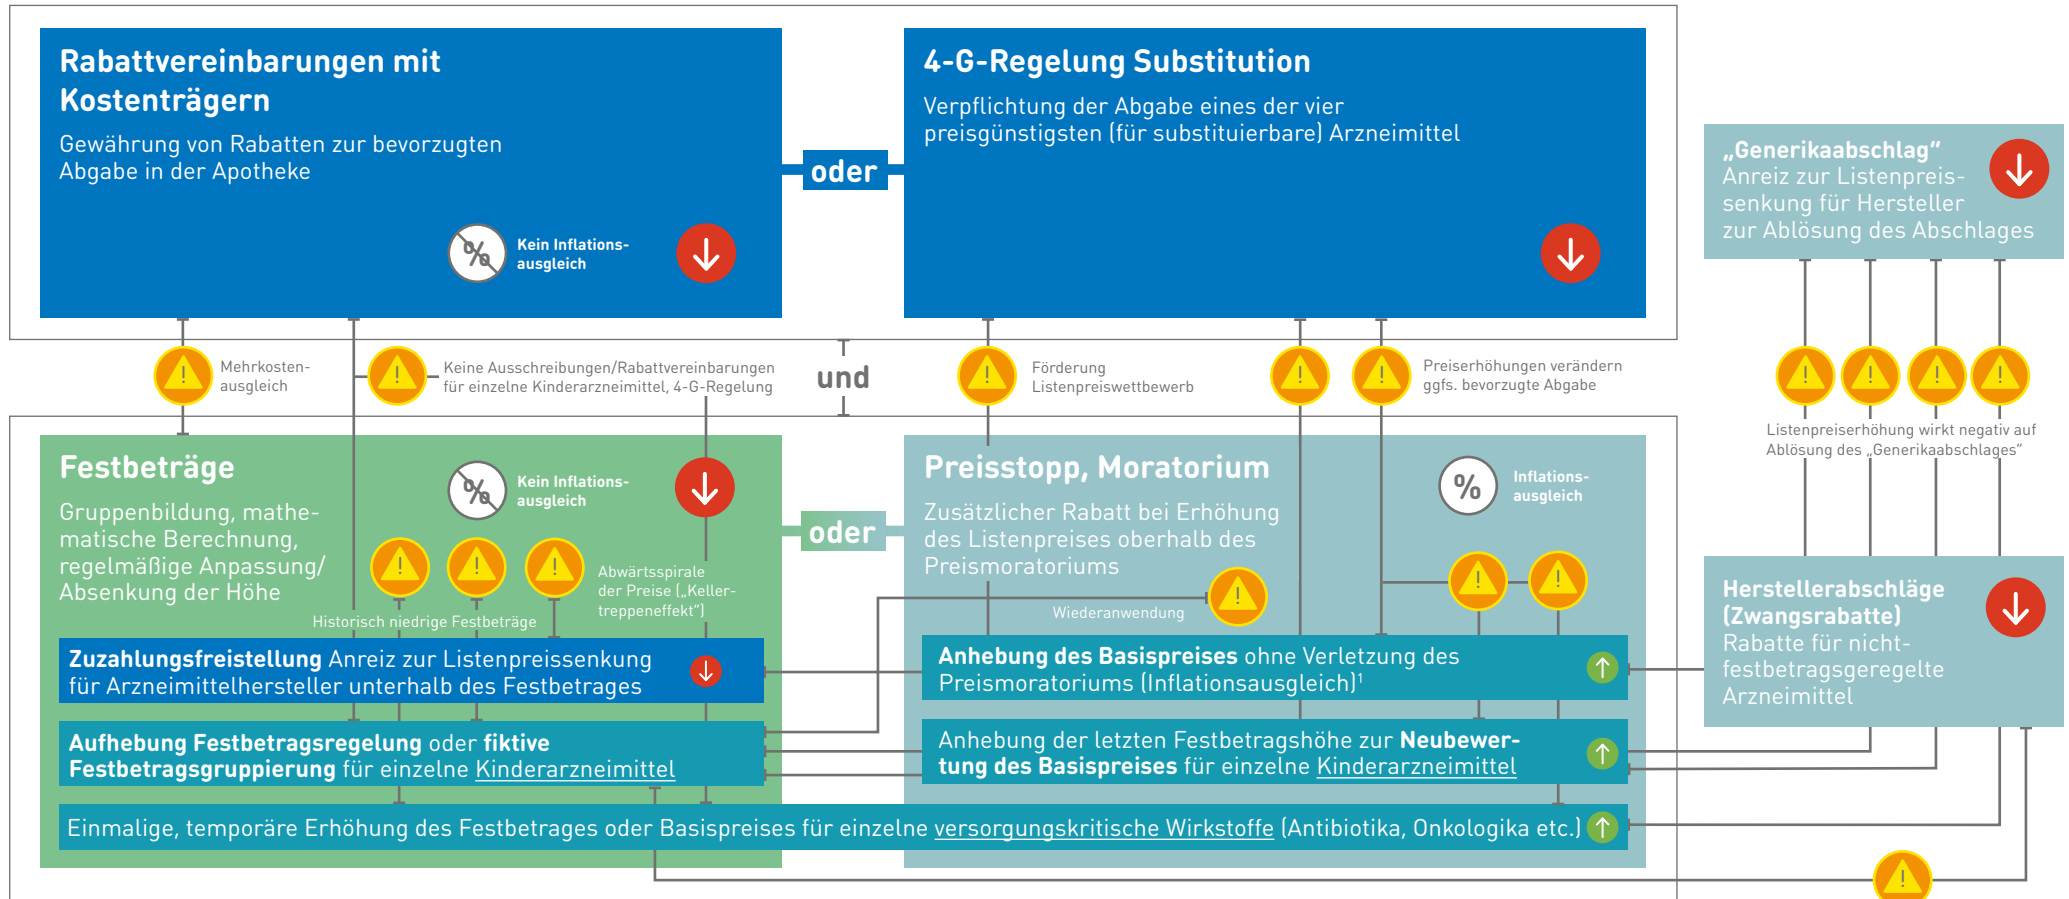 Rabattvereinbarungen mit
Kostenträgern
Gewährung von Rabatten zur bevorzugten
Abgabe in der Apotheke
%
Kein Inflations-
ausgleich
oder
4-G-Regelung Substitution
Verpflichtung der Abgabe eines der vier
preisgünstigsten (für substituierbare) Arzneimittel
„Generikaabschlag“
Anreiz zur Listenpreis-
senkung für Hersteller
zur Ablösung des Abschlages
Mehrkosten-
ausgleich
Keine Ausschreibungen/Rabattvereinbarungen
für einzelne Kinderarzneimittel, 4-G-Regelung
und
Förderung
Listenpreiswettbewerb
Preiserhöhungen verändern
ggfs. bevorzugte Abgabe
Listenpreiserhöhung wirkt negativ auf
Ablösung des „Generikaabschlages“
Festbeträge
Gruppenbildung, mathe-
matische Berechnung,
regelmäßige Anpassung/
Absenkung der Höhe
%
Kein Inflations-
ausgleich
Historisch niedrige Festbeträge
Abwärtsspirale
der Preise („Keller-
treppeneffekt“)
oder
Preisstopp, Moratorium
Zusätzlicher Rabatt bei Erhöhung
des Listenpreises oberhalb des
Preismoratoriums
%
Inflations-
ausgleich
Wiederanwendung
Herstellerabschläge
(Zwangsrabatte)
Rabatte für nicht-
festbetragsgeregelte
Arzneimittel
Zuzahlungsfreistellung Anreiz zur Listenpreissenkung
für Arzneimittelhersteller unterhalb des Festbetrages
Anhebung des Basispreises ohne Verletzung des
Preismoratoriums (Inflationsausgleich)¹
Aufhebung Festbetragsregelung oder fiktive
Festbetragsgruppierung für einzelne Kinderarzneimittel
Anhebung der letzten Festbetragshöhe zur Neubewer-
tung des Basispreises für einzelne Kinderarzneimittel
Einmalige, temporäre Erhöhung des Festbetrages oder Basispreises für einzelne versorgungskritische Wirkstoffe (Antibiotika, Onkologika etc.)